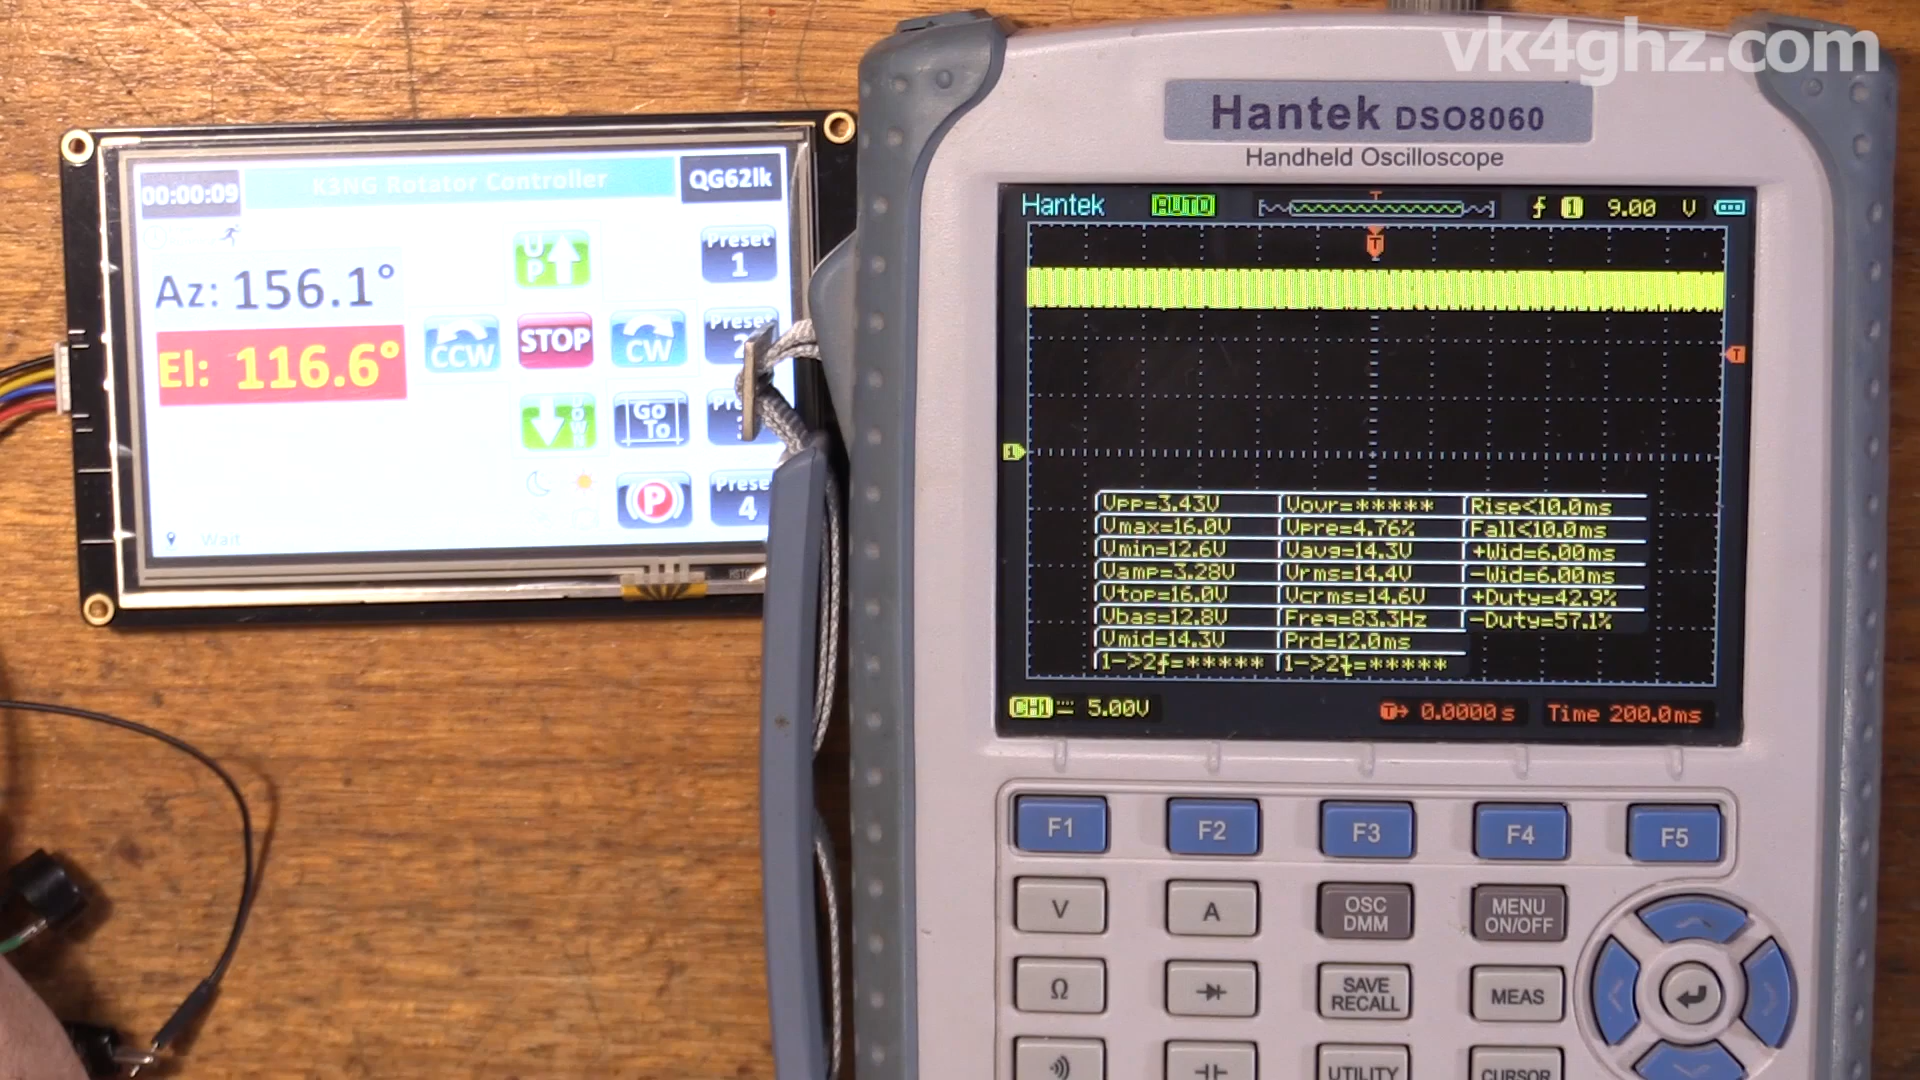 vk4ghz.com
Hantek DSO8060
Handheld Oscilloscope
00:00:09
K3NG Rotator Controller
QG62lk
Az: 156.1°
El: 116.6°
UP
CCW
STOP
CW
DOWN
Go To
P
Preset 1
Preset 2
Preset 4
Wait
Hantek
AUTO
T
1 9.00 V
T
T
1
Vpp=3.43V Vovr=***** Rise<10.0ms
Vmax=16.0V Vpre=4.76% Fall<10.0ms
Vmin=12.6V Vavg=14.3V +Wid=6.00ms
Vamp=3.28V Vrms=14.4V -Wid=6.00ms
Vtop=16.0V Vcrms=14.6V +Duty=42.9%
Vbas=12.8V Freq=83.3Hz -Duty=57.1%
Vmid=14.3V Prd=12.0ms
1->2=***** 1->2=*****
CH1 5.00V T 0.0000s Time 200.0ms
F1 F2 F3 F4 F5
V A OSC DMM MENU ON/OFF
Ω SAVE RECALL MEAS
UTILITY CURSOR